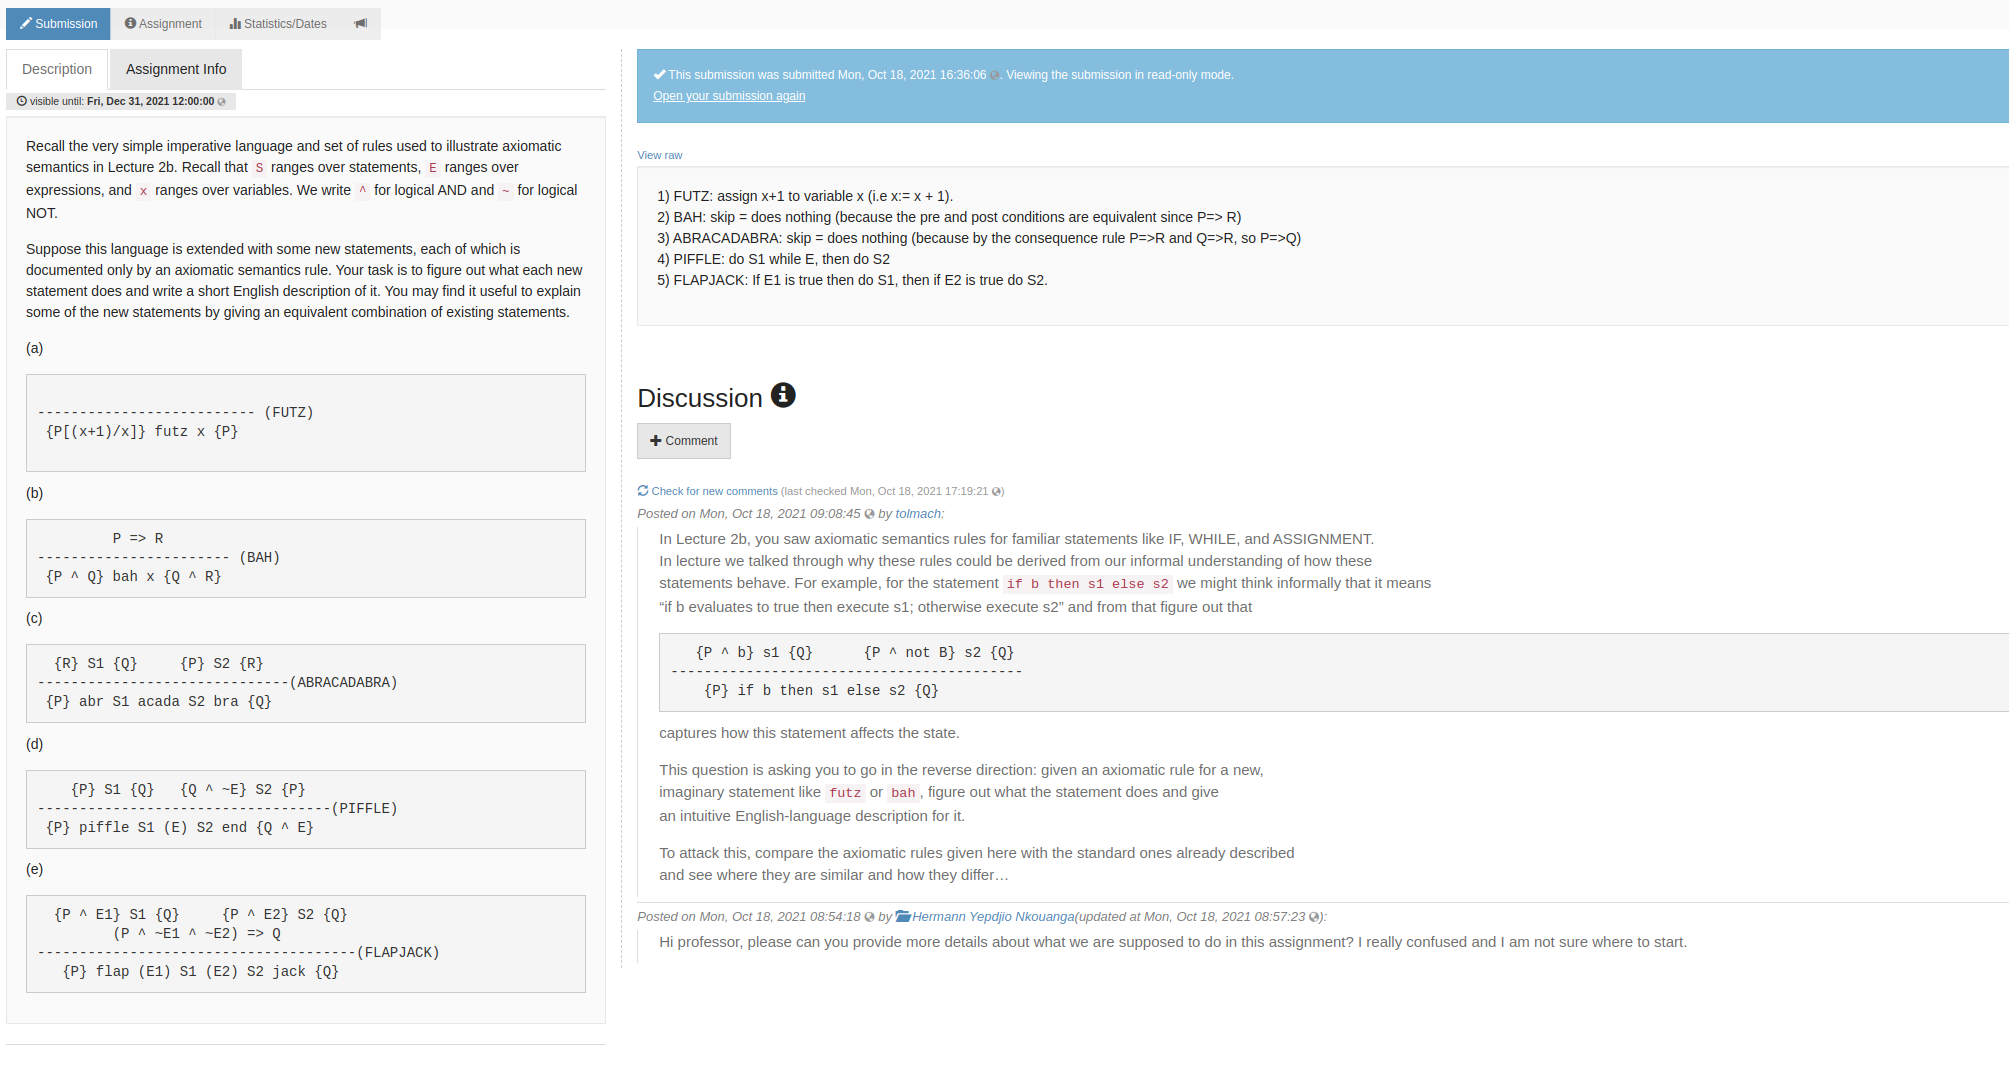 Submission Assignment Statistics/Dates
Description Assignment Info
visible until: Fri, Dec 31, 2021 12:00:00
Recall the very simple imperative language and set of rules used to illustrate axiomatic
semantics in Lecture 2b. Recall that S ranges over statements, E ranges over
expressions, and x ranges over variables. We write ^ for logical AND and ~ for logical
NOT.
Suppose this language is extended with some new statements, each of which is
documented only by an axiomatic semantics rule. Your task is to figure out what each new
statement does and write a short English description of it. You may find it useful to explain
some of the new statements by giving an equivalent combination of existing statements.
(a)
-------------------------- (FUTZ)
{P[(x+1)/x]} futz x {P}
(b)
P => R
----------------------- (BAH)
{P ^ Q} bah x {Q ^ R}
(c)
{R} S1 {Q}     {P} S2 {R}
------------------------------(ABRACADABRA)
{P} abr S1 acada S2 bra {Q}
(d)
{P} S1 {Q}   {Q ^ ~E} S2 {P}
-----------------------------------(PIFFLE)
{P} piffle S1 (E) S2 end {Q ^ E}
(e)
{P ^ E1} S1 {Q}     {P ^ E2} S2 {Q}
(P ^ ~E1 ^ ~E2) => Q
--------------------------------------(FLAPJACK)
{P} flap (E1) S1 (E2) S2 jack {Q}
This submission was submitted Mon, Oct 18, 2021 16:36:06 . Viewing the submission in read-only mode.
Open your submission again
View raw
1) FUTZ: assign x+1 to variable x (i.e x:= x + 1).
2) BAH: skip = does nothing (because the pre and post conditions are equivalent since P=> R)
3) ABRACADABRA: skip = does nothing (because by the consequence rule P=>R and Q=>R, so P=>Q)
4) PIFFLE: do S1 while E, then do S2
5) FLAPJACK: If E1 is true then do S1, then if E2 is true do S2.
Discussion
Comment
Check for new comments (last checked Mon, Oct 18, 2021 17:19:21 )
Posted on Mon, Oct 18, 2021 09:08:45 by tolmach:
In Lecture 2b, you saw axiomatic semantics rules for familiar statements like IF, WHILE, and ASSIGNMENT.
In lecture we talked through why these rules could be derived from our informal understanding of how these
statements behave. For example, for the statement if b then s1 else s2 we might think informally that it means
“if b evaluates to true then execute s1; otherwise execute s2” and from that figure out that
{P ^ b} s1 {Q}      {P ^ not B} s2 {Q}
------------------------------------------
{P} if b then s1 else s2 {Q}
captures how this statement affects the state.
This question is asking you to go in the reverse direction: given an axiomatic rule for a new,
imaginary statement like futz or bah, figure out what the statement does and give
an intuitive English-language description for it.
To attack this, compare the axiomatic rules given here with the standard ones already described
and see where they are similar and how they differ…
Posted on Mon, Oct 18, 2021 08:54:18 by Hermann Yepdjio Nkouanga(updated at Mon, Oct 18, 2021 08:57:23 ):
Hi professor, please can you provide more details about what we are supposed to do in this assignment? I really confused and I am not sure where to start.